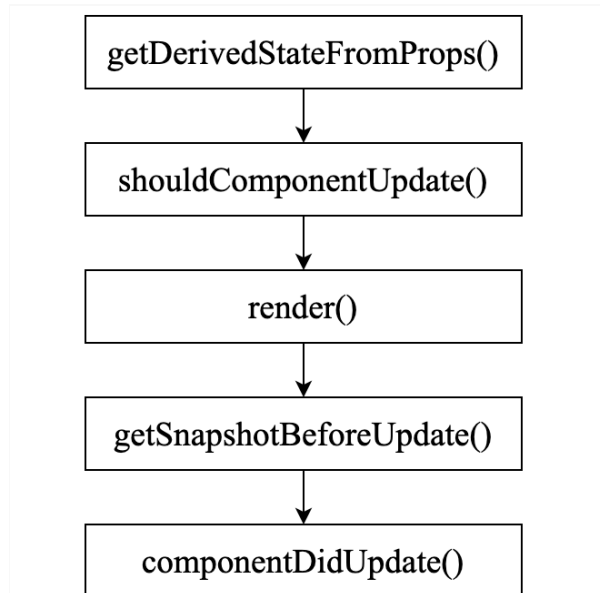 getDerivedStateFromProps()
shouldComponentUpdate()
render()
getSnapshotBeforeUpdate()
componentDidUpdate()